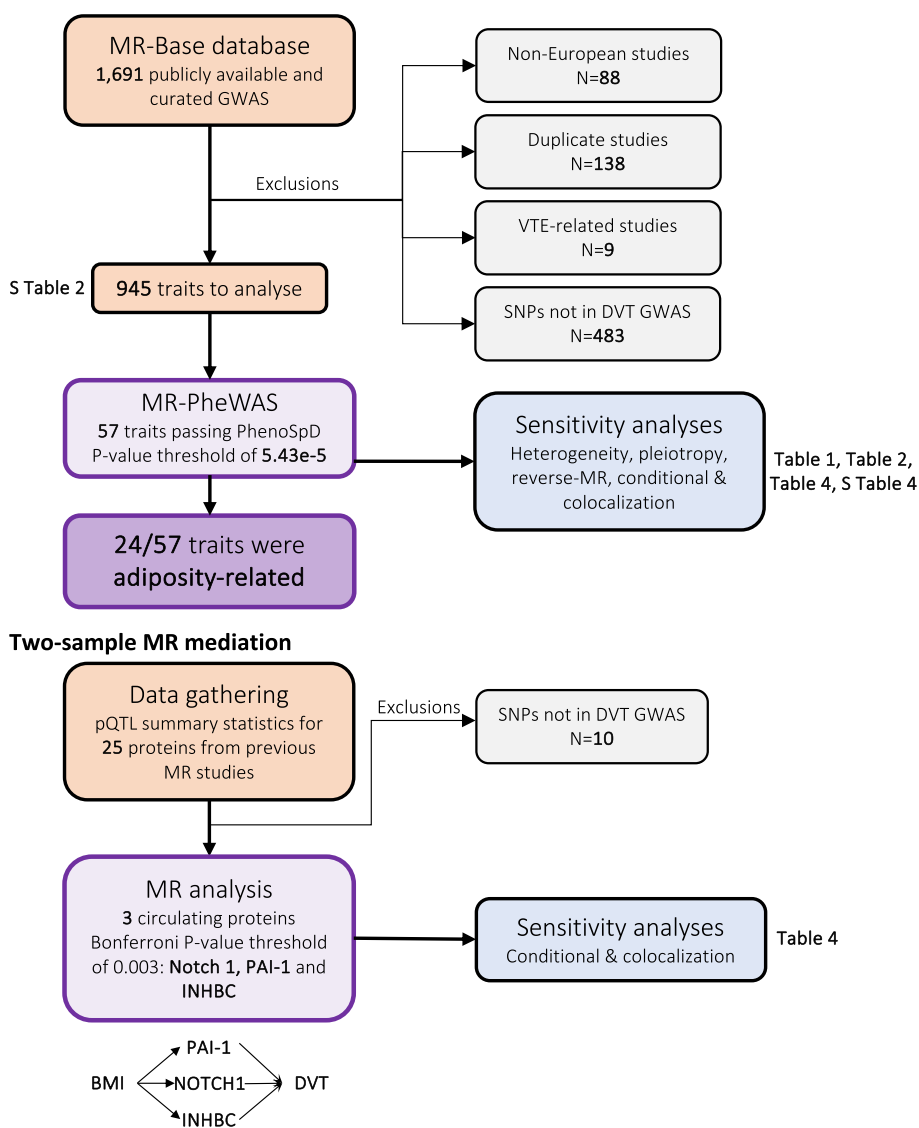 MR-Base database
1,691 publicly available and
curated GWAS
Exclusions
Non-European studies
N=88
Duplicate studies
N=138
VTE-related studies
N=9
SNPs not in DVT GWAS
N=483
S Table 2
945 traits to analyse
MR-PheWAS
57 traits passing PhenoSpD
P-value threshold of 5.43e-5
Sensitivity analyses
Heterogeneity, pleiotropy,
reverse-MR, conditional &
colocalization
Table 1, Table 2,
Table 4, S Table 4
24/57 traits were
adiposity-related
Two-sample MR mediation
Data gathering
pQTL summary statistics for
25 proteins from previous
MR studies
Exclusions
SNPs not in DVT GWAS
N=10
MR analysis
3 circulating proteins
Bonferroni P-value threshold
of 0.003: Notch 1, PAI-1 and
INHBC
Sensitivity analyses
Conditional & colocalization
Table 4
PAI-1
BMI NOTCH1 DVT
INHBC